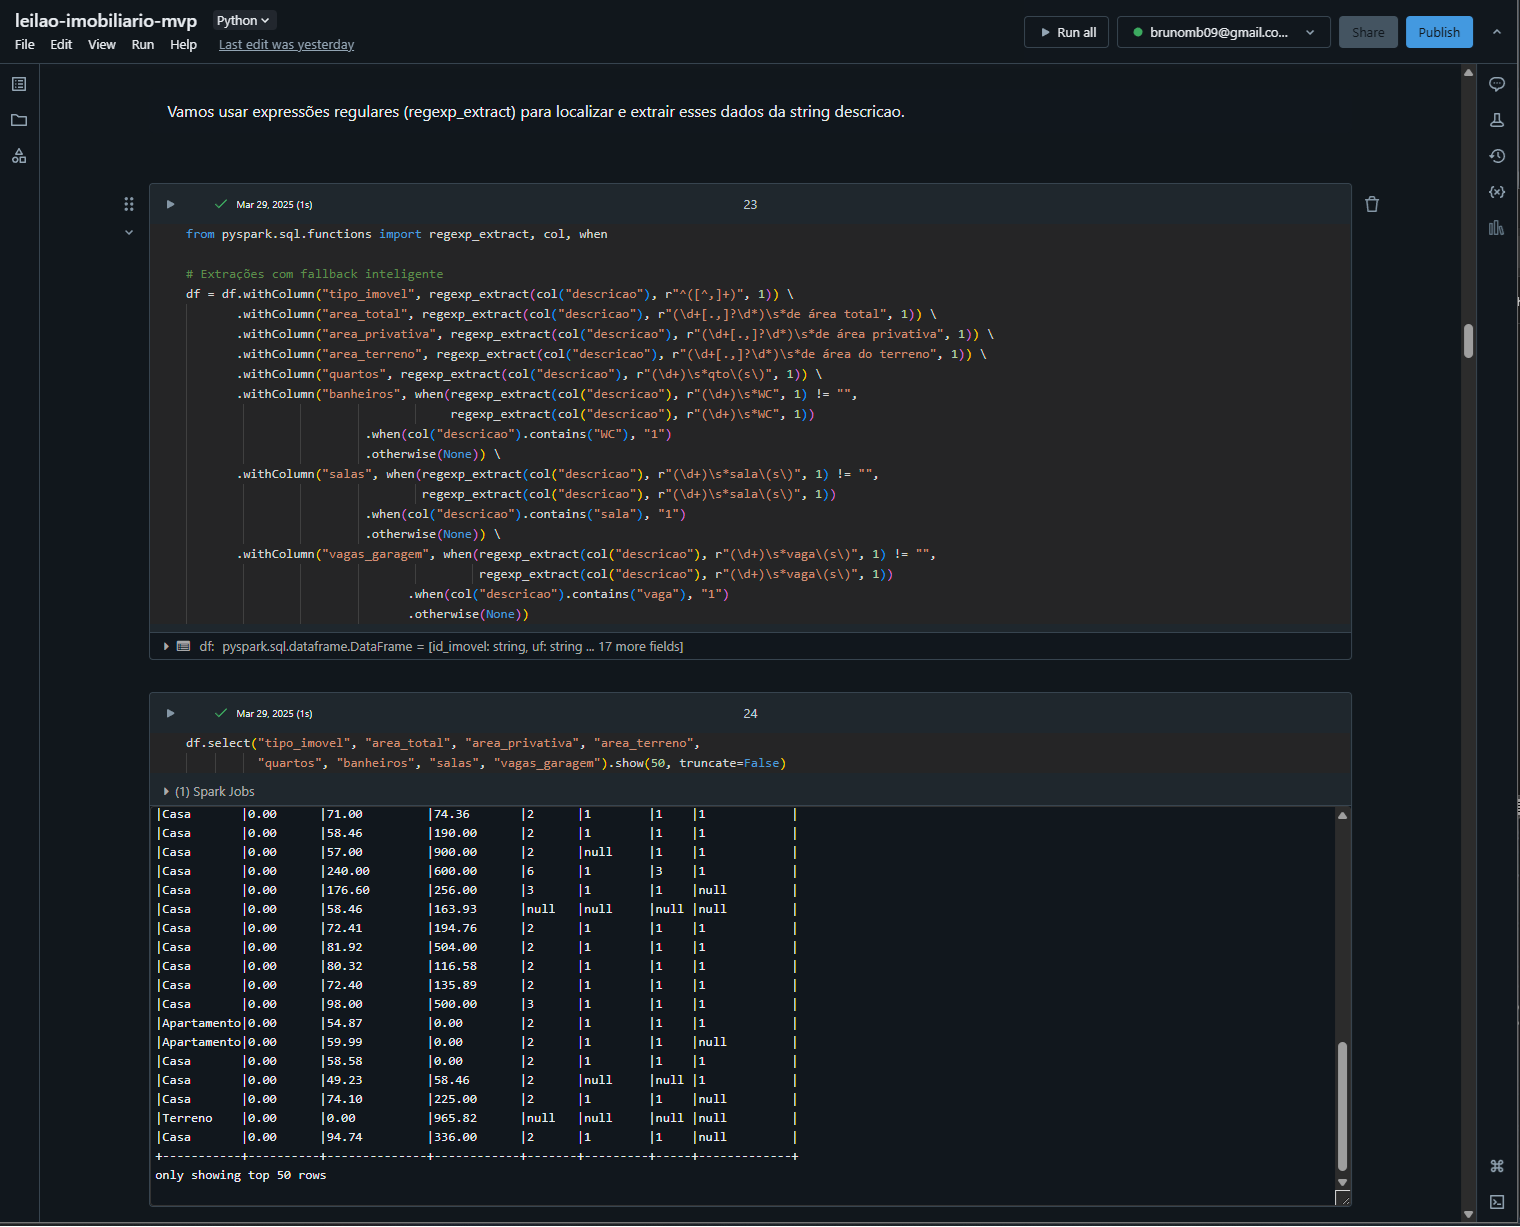 leilao-imobiliario-mvp
Python
File Edit View Run Help Last edit was yesterday
Run all
brunomb09@gmail.co...
Share
Publish
Vamos usar expressões regulares (regexp_extract) para localizar e extrair esses dados da string descricao.
Mar 29, 2025 (1s)
23
from pyspark.sql.functions import regexp_extract, col, when
# Extrações com fallback inteligente
df = df.withColumn("tipo_imovel", regexp_extract(col("descricao"), r"^([^,]+)", 1)) \
.withColumn("area_total", regexp_extract(col("descricao"), r"(\d+[.,]?\d*)\s*de área total", 1)) \
.withColumn("area_privativa", regexp_extract(col("descricao"), r"(\d+[.,]?\d*)\s*de área privativa", 1)) \
.withColumn("area_terreno", regexp_extract(col("descricao"), r"(\d+[.,]?\d*)\s*de área do terreno", 1)) \
.withColumn("quartos", regexp_extract(col("descricao"), r"(\d+)\s*qto\(s\)", 1)) \
.withColumn("banheiros", when(regexp_extract(col("descricao"), r"(\d+)\s*WC", 1) != "",
regexp_extract(col("descricao"), r"(\d+)\s*WC", 1))
.when(col("descricao").contains("WC"), "1")
.otherwise(None)) \
.withColumn("salas", when(regexp_extract(col("descricao"), r"(\d+)\s*sala\(s\)", 1) != "",
regexp_extract(col("descricao"), r"(\d+)\s*sala\(s\)", 1))
.when(col("descricao").contains("sala"), "1")
.otherwise(None)) \
.withColumn("vagas_garagem", when(regexp_extract(col("descricao"), r"(\d+)\s*vaga\(s\)", 1) != "",
regexp_extract(col("descricao"), r"(\d+)\s*vaga\(s\)", 1))
.when(col("descricao").contains("vaga"), "1")
.otherwise(None))
df: pyspark.sql.dataframe.DataFrame = [id_imovel: string, uf: string ... 17 more fields]
Mar 29, 2025 (1s)
24
df.select("tipo_imovel", "area_total", "area_privativa", "area_terreno",
"quartos", "banheiros", "salas", "vagas_garagem").show(50, truncate=False)
(1) Spark Jobs
|Casa       |0.00      |71.00         |74.36       |2      |1        |1    |1            |
|Casa       |0.00      |58.46         |190.00      |2      |1        |1    |1            |
|Casa       |0.00      |57.00         |900.00      |2      |null     |1    |1            |
|Casa       |0.00      |240.00        |600.00      |6      |1        |3    |1            |
|Casa       |0.00      |176.60        |256.00      |3      |1        |1    |null         |
|Casa       |0.00      |58.46         |163.93      |null   |null     |null |null         |
|Casa       |0.00      |72.41         |194.76      |2      |1        |1    |1            |
|Casa       |0.00      |81.92         |504.00      |2      |1        |1    |1            |
|Casa       |0.00      |80.32         |116.58      |2      |1        |1    |1            |
|Casa       |0.00      |72.40         |135.89      |2      |1        |1    |1            |
|Casa       |0.00      |98.00         |500.00      |3      |1        |1    |1            |
|Apartamento|0.00      |54.87         |0.00        |2      |1        |1    |1            |
|Apartamento|0.00      |59.99         |0.00        |2      |1        |1    |null         |
|Casa       |0.00      |58.58         |0.00        |2      |1        |1    |1            |
|Casa       |0.00      |49.23         |58.46       |2      |null     |null |1            |
|Casa       |0.00      |74.10         |225.00      |2      |1        |1    |null         |
|Terreno    |0.00      |0.00          |965.82      |null   |null     |null |null         |
|Casa       |0.00      |94.74         |336.00      |2      |1        |1    |null         |
+-----------+----------+--------------+------------+-------+---------+-----+-------------+
only showing top 50 rows